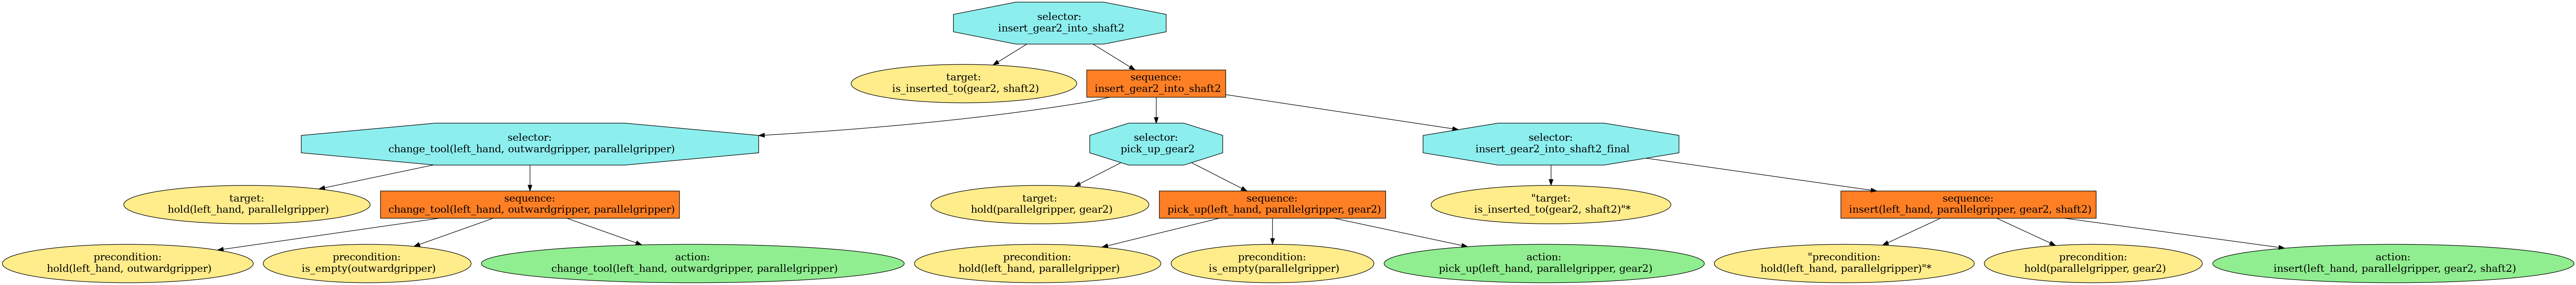 selector:
insert_gear2_into_shaft2
target:
is_inserted_to(gear2, shaft2)
sequence:
insert_gear2_into_shaft2
selector:
change_tool(left_hand, outwardgripper, parallelgripper)
selector:
pick_up_gear2
selector:
insert_gear2_into_shaft2_final
target:
hold(left_hand, parallelgripper)
sequence:
change_tool(left_hand, outwardgripper, parallelgripper)
target:
hold(parallelgripper, gear2)
sequence:
pick_up(left_hand, parallelgripper, gear2)
"target:
is_inserted_to(gear2, shaft2)"*
sequence:
insert(left_hand, parallelgripper, gear2, shaft2)
precondition:
hold(left_hand, outwardgripper)
precondition:
is_empty(outwardgripper)
action:
change_tool(left_hand, outwardgripper, parallelgripper)
precondition:
hold(left_hand, parallelgripper)
precondition:
is_empty(parallelgripper)
action:
pick_up(left_hand, parallelgripper, gear2)
"precondition:
hold(left_hand, parallelgripper)"*
precondition:
hold(parallelgripper, gear2)
action:
insert(left_hand, parallelgripper, gear2, shaft2)